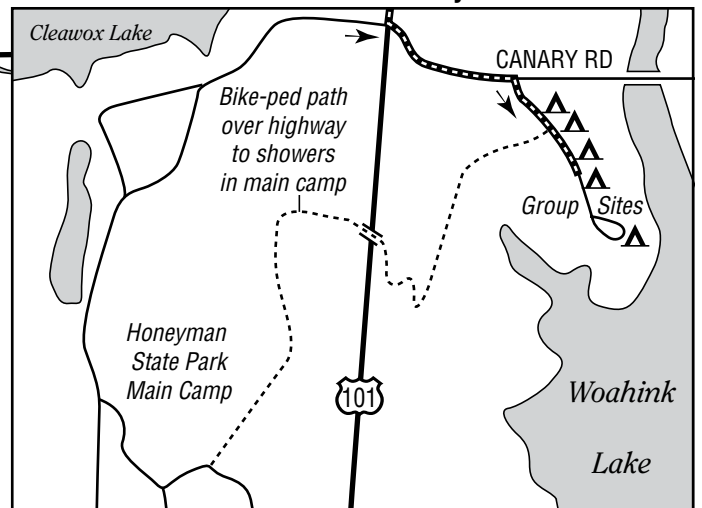 Cleawox Lake
CANARY RD
Bike-ped path
over highway
to showers
in main camp
Group Sites
Honeyman
State Park
Main Camp
101
Woahink
Lake